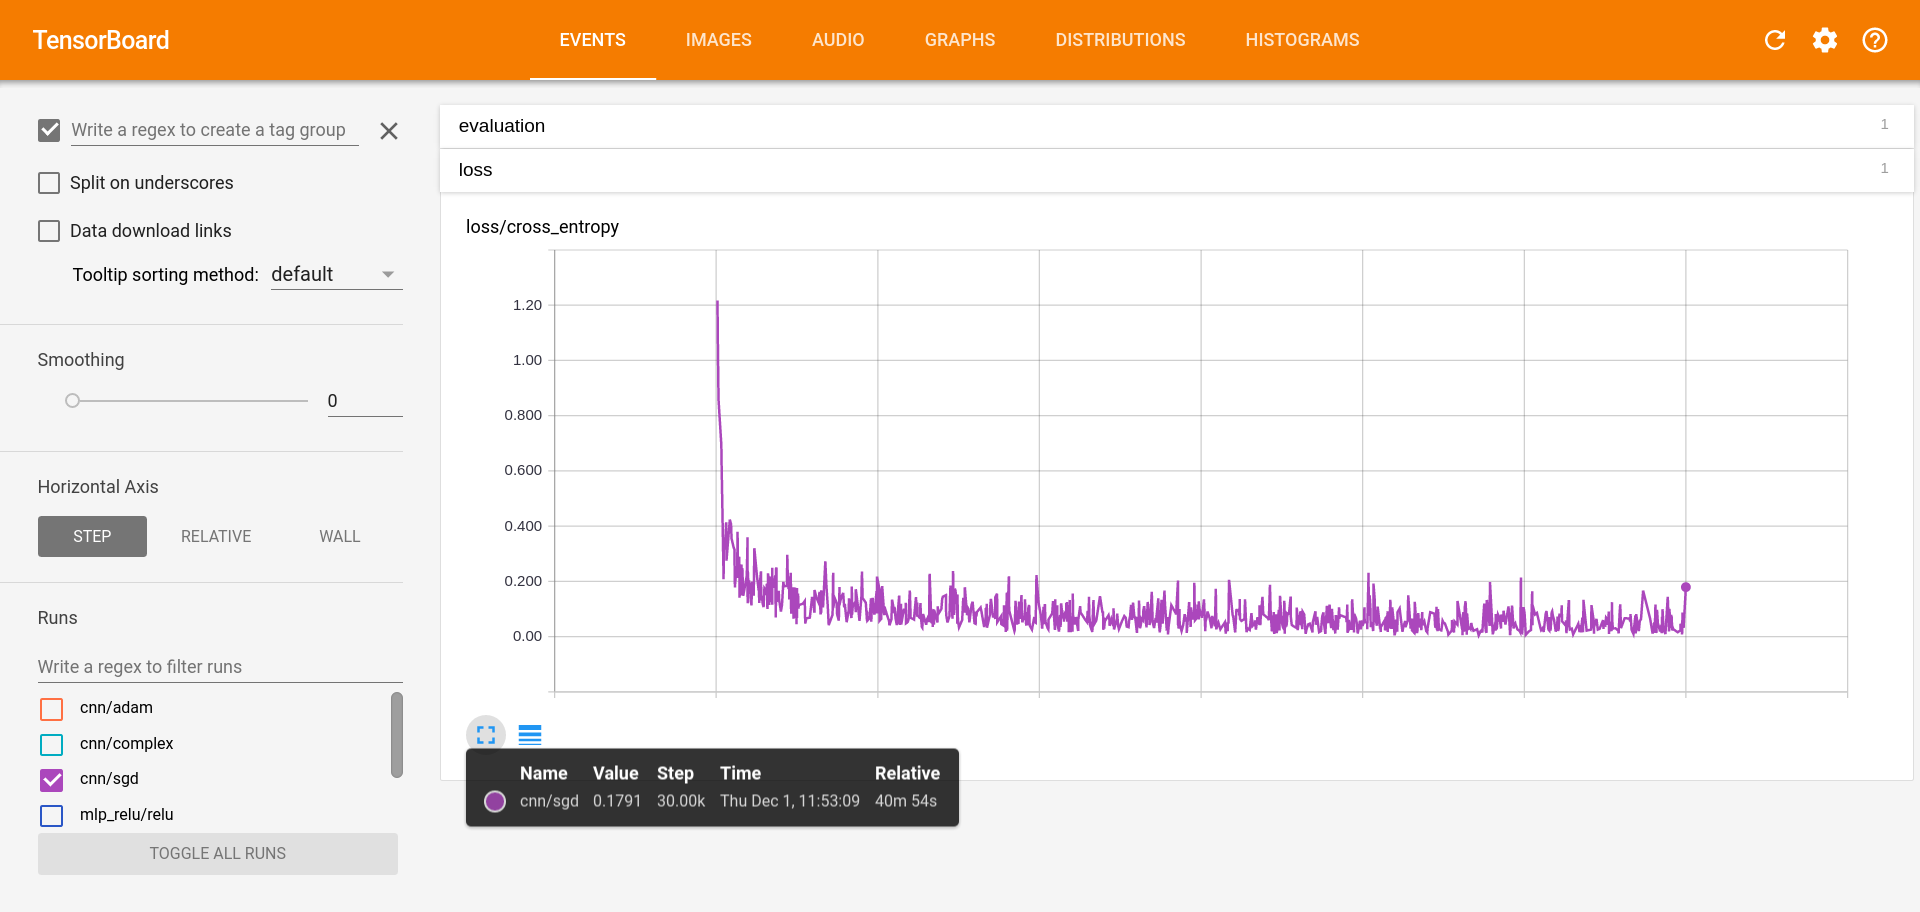 TensorBoard
EVENTS IMAGES AUDIO GRAPHS DISTRIBUTIONS HISTOGRAMS
Write a regex to create a tag group
Split on underscores
Data download links
Tooltip sorting method: default
Smoothing
0
Horizontal Axis
STEP RELATIVE WALL
Runs
Write a regex to filter runs
cnn/adam
cnn/complex
cnn/sgd
mlp_relu/relu
TOGGLE ALL RUNS
evaluation 1
loss 1
loss/cross_entropy
1.20
1.00
0.800
0.600
0.400
0.200
0.00
Name Value Step Time Relative
cnn/sgd 0.1791 30.00k Thu Dec 1, 11:53:09 40m 54s